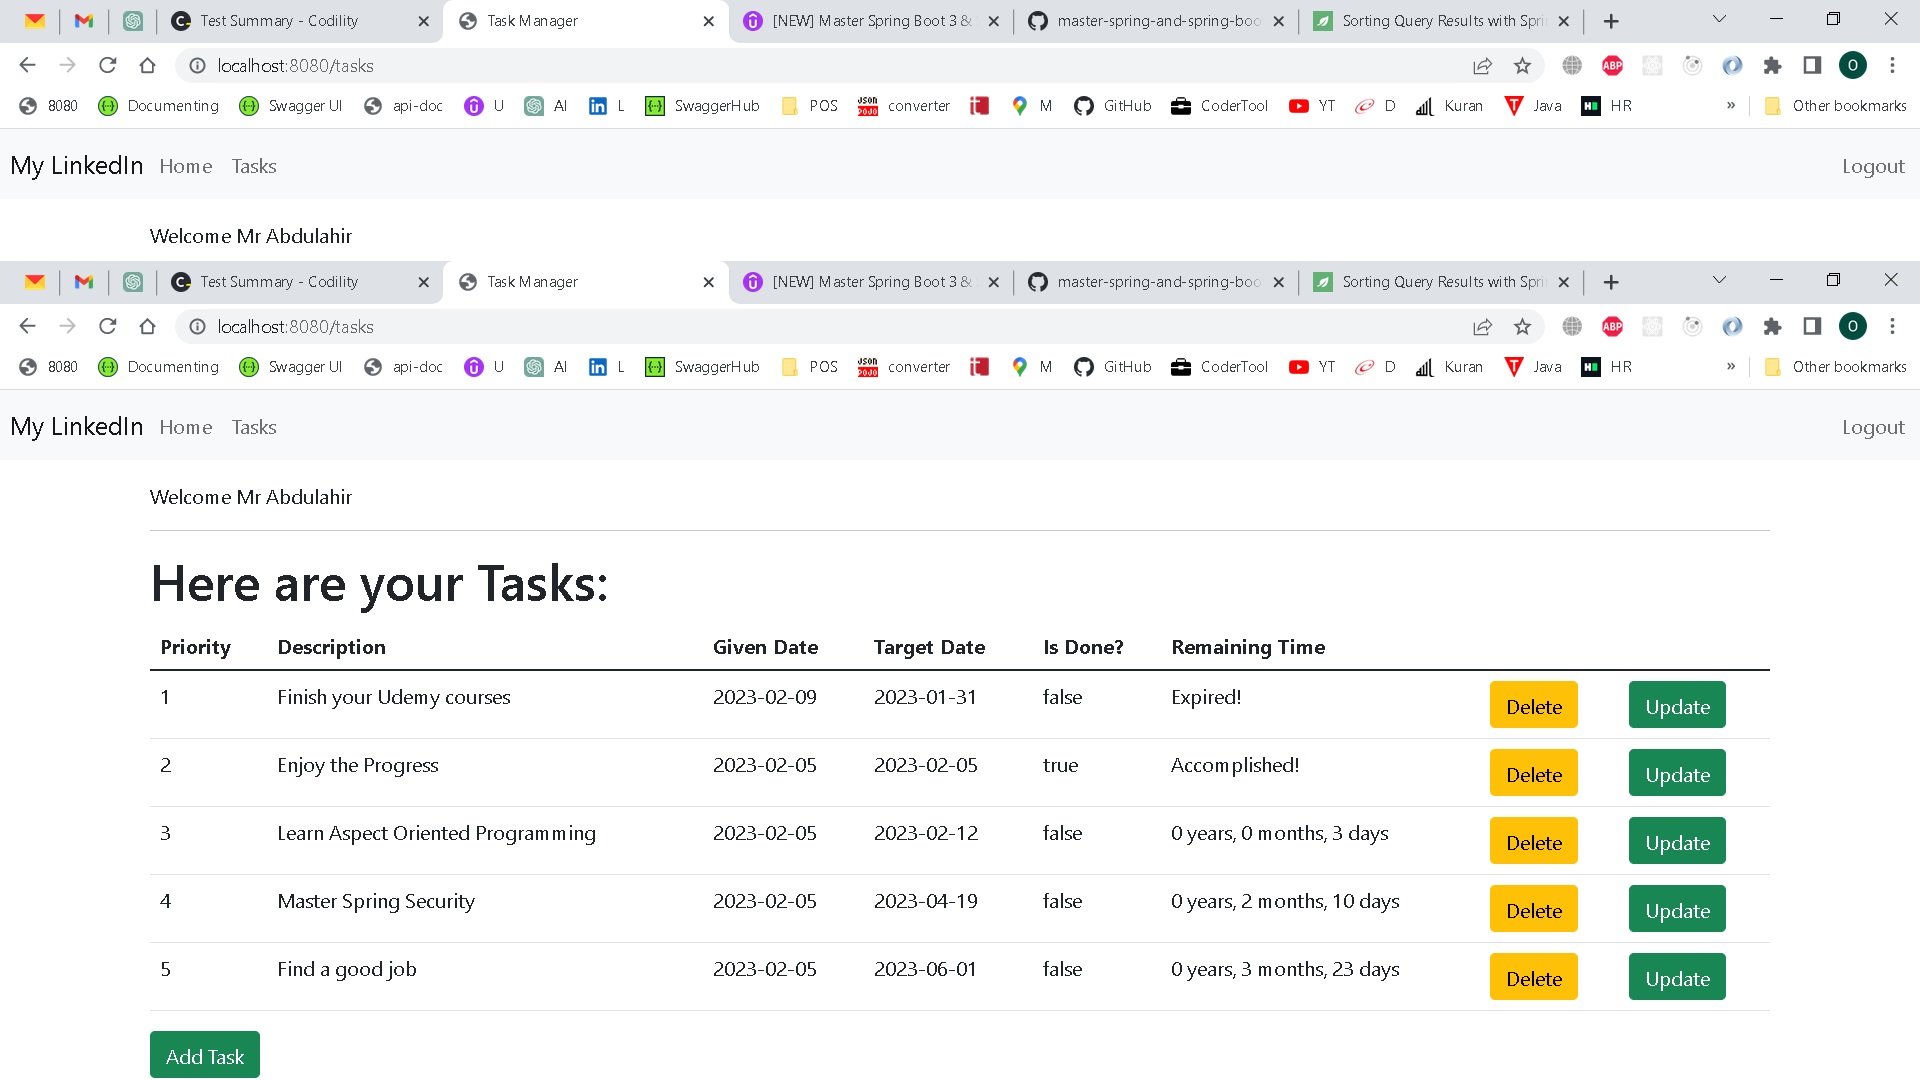 Test Summary - Codility Task Manager [NEW] Master Spring Boot 3 & master-spring-and-spring-boo Sorting Query Results with Spri
localhost:8080/tasks ABP O
8080 Documenting Swagger UI api-doc U AI L SwaggerHub POS JSON POJO converter M GitHub CoderTool YT D Kuran Java HR » Other bookmarks
My LinkedIn Home Tasks Logout
Welcome Mr Abdulahir
Test Summary - Codility Task Manager [NEW] Master Spring Boot 3 & master-spring-and-spring-boo Sorting Query Results with Spri
localhost:8080/tasks ABP O
8080 Documenting Swagger UI api-doc U AI L SwaggerHub POS JSON POJO converter M GitHub CoderTool YT D Kuran Java HR » Other bookmarks
My LinkedIn Home Tasks Logout
Welcome Mr Abdulahir
Here are your Tasks:
Priority Description Given Date Target Date Is Done? Remaining Time
1 Finish your Udemy courses 2023-02-09 2023-01-31 false Expired! Delete Update
2 Enjoy the Progress 2023-02-05 2023-02-05 true Accomplished! Delete Update
3 Learn Aspect Oriented Programming 2023-02-05 2023-02-12 false 0 years, 0 months, 3 days Delete Update
4 Master Spring Security 2023-02-05 2023-04-19 false 0 years, 2 months, 10 days Delete Update
5 Find a good job 2023-02-05 2023-06-01 false 0 years, 3 months, 23 days Delete Update
Add Task